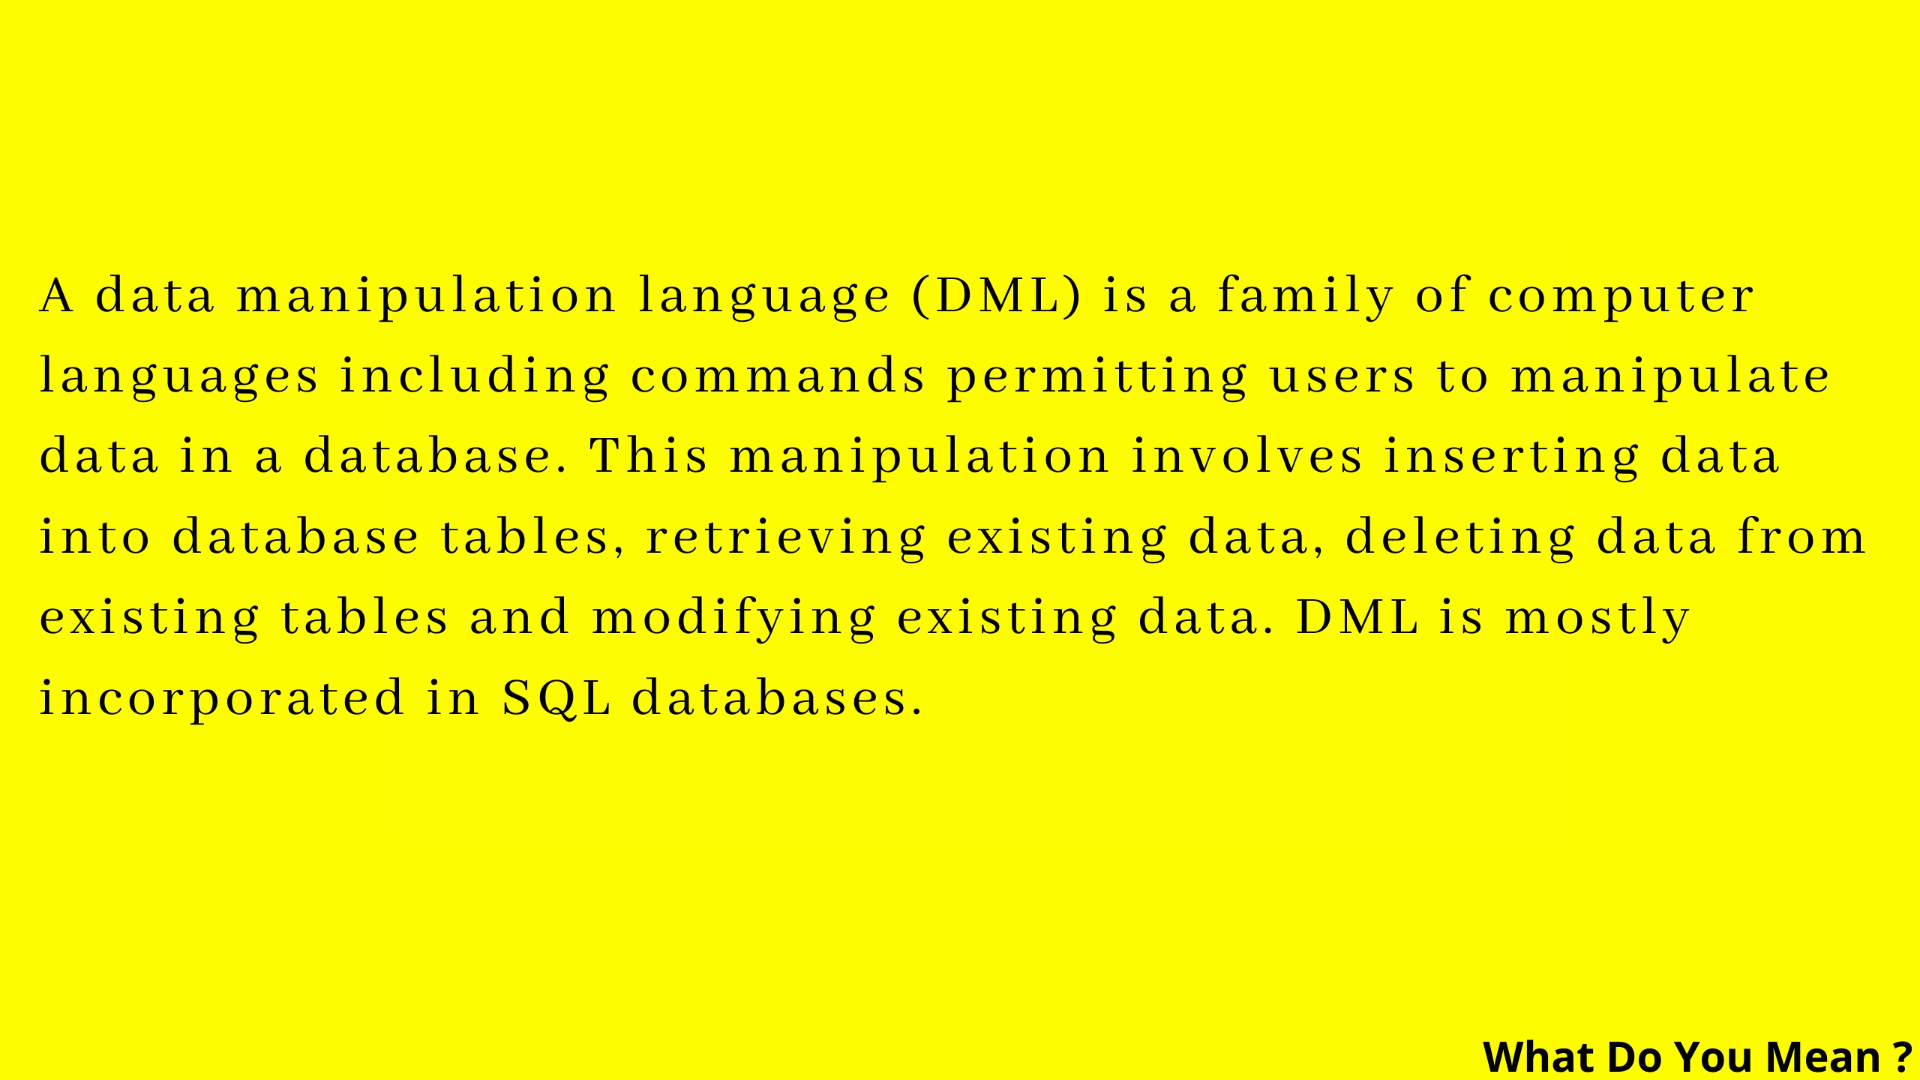 A data manipulation language (DML) is a family of computer
languages including commands permitting users to manipulate
data in a database. This manipulation involves inserting data
into database tables, retrieving existing data, deleting data from
existing tables and modifying existing data. DML is mostly
incorporated in SQL databases.
What Do You Mean ?